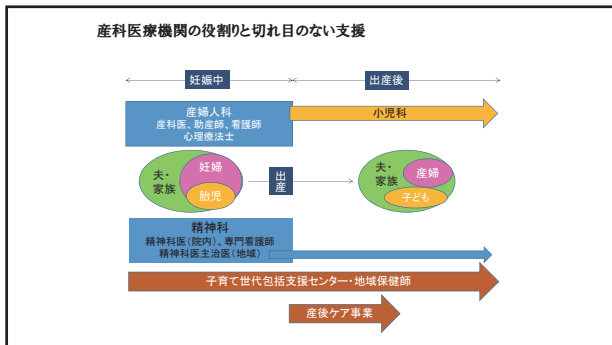 産科医療機関の役割りと切れ目のない支援
妊娠中
出産後
産婦人科
産科医、助産師、看護師
心理療法士
小児科
夫・
家族
妊婦
胎児
出
産
夫・
家族
産婦
子ども
精神科
精神科医(院内)、専門看護師
精神科医主治医(地域)
子育て世代包括支援センター・地域保健師
産後ケア事業